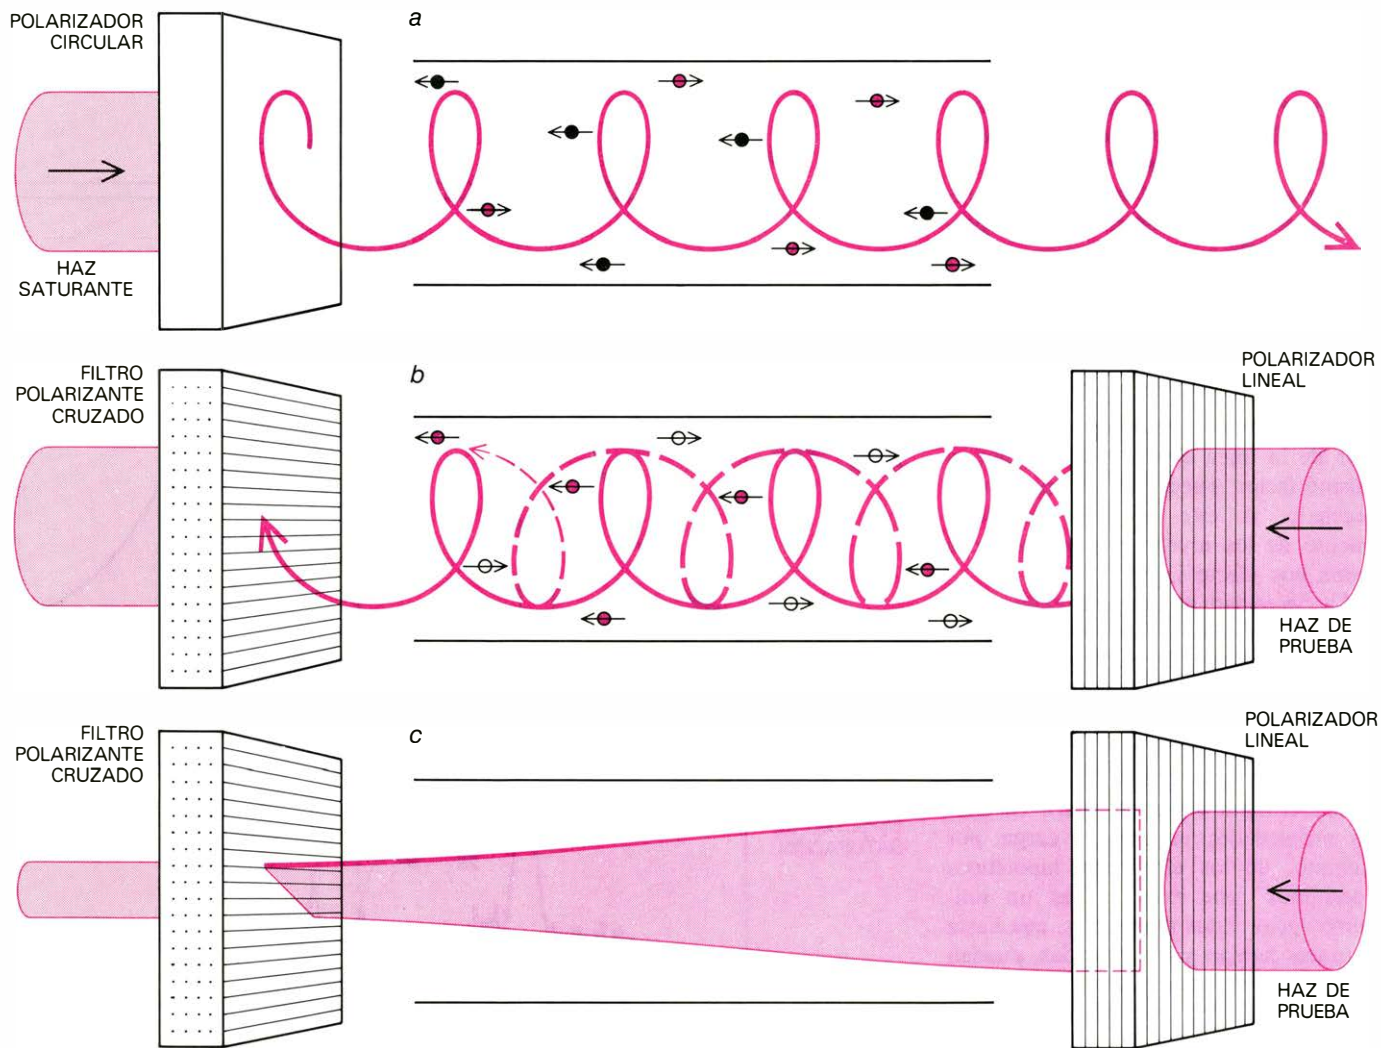 POLARIZADOR
CIRCULAR
a
HAZ
SATURANTE
FILTRO
POLARIZANTE
CRUZADO
b
POLARIZADOR
LINEAL
HAZ DE
PRUEBA
FILTRO
POLARIZANTE
CRUZADO
c
POLARIZADOR
LINEAL
HAZ DE
PRUEBA